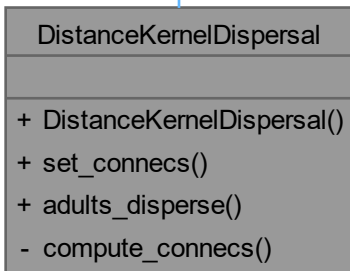 DistanceKernelDispersal
+ DistanceKernelDispersal()
+ set_connecs()
+ adults_disperse()
- compute_connecs()